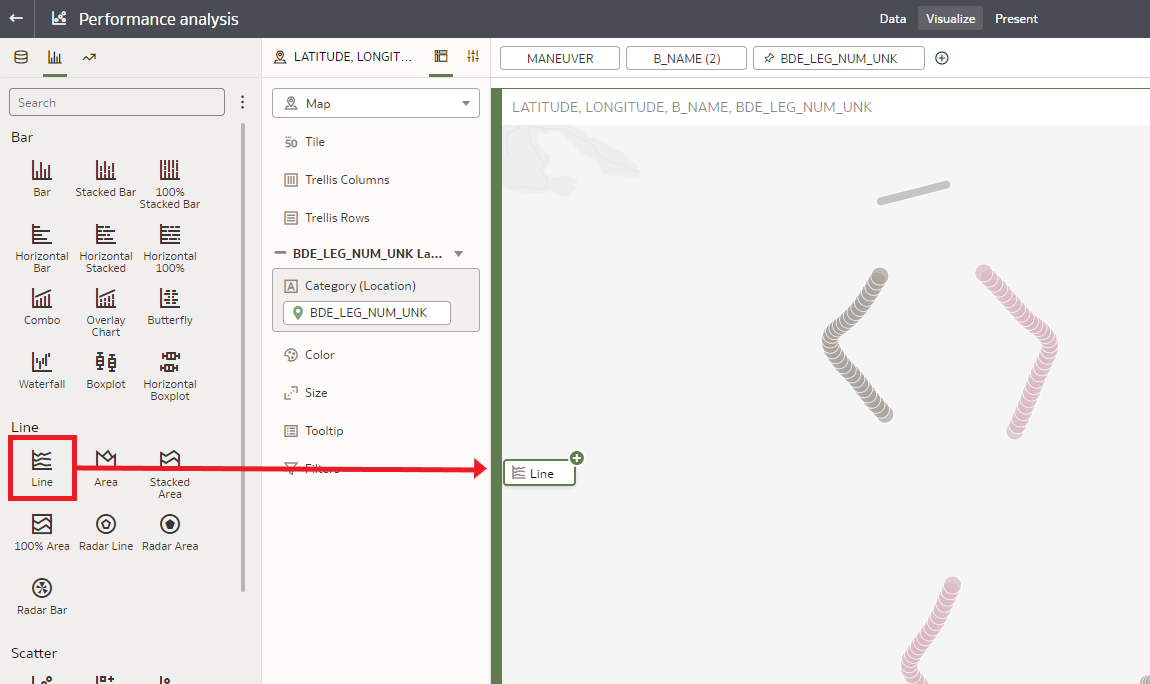 Performance analysis
Data
Visualize
Present
LATITUDE, LONGIT...
MANEUVER
B_NAME (2)
BDE_LEG_NUM_UNK
Search
Bar
Bar
Stacked Bar
100%
Stacked Bar
Horizontal
Bar
Horizontal
Stacked
Horizontal
100%
Combo
Overlay
Chart
Butterfly
Waterfall
Boxplot
Horizontal
Boxplot
Line
Line
Area
Stacked
Area
100% Area
Radar Line
Radar Area
Radar Bar
Scatter
Map
50 Tile
Trellis Columns
Trellis Rows
BDE_LEG_NUM_UNK La...
A Category (Location)
BDE_LEG_NUM_UNK
Color
Size
Tooltip
Filters
LATITUDE, LONGITUDE, B_NAME, BDE_LEG_NUM_UNK
Line